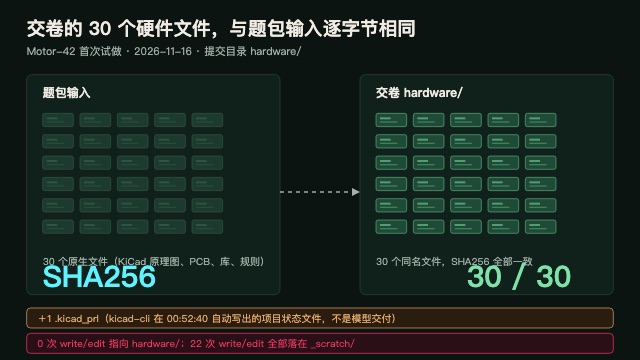 交卷的 30 个硬件文件，与题包输入逐字节相同
Motor-42 首次试做 · 2026-11-16 · 提交目录 hardware/
题包输入
交卷 hardware/
30 个原生文件（KiCad 原理图、PCB、库、规则）
30 个同名文件，SHA256 全部一致
SHA256
30 / 30
+1 .kicad_prl（kicad-cli 在 00:52:40 自动写出的项目状态文件，不是模型交付）
0 次 write/edit 指向 hardware/；22 次 write/edit 全部落在 _scratch/